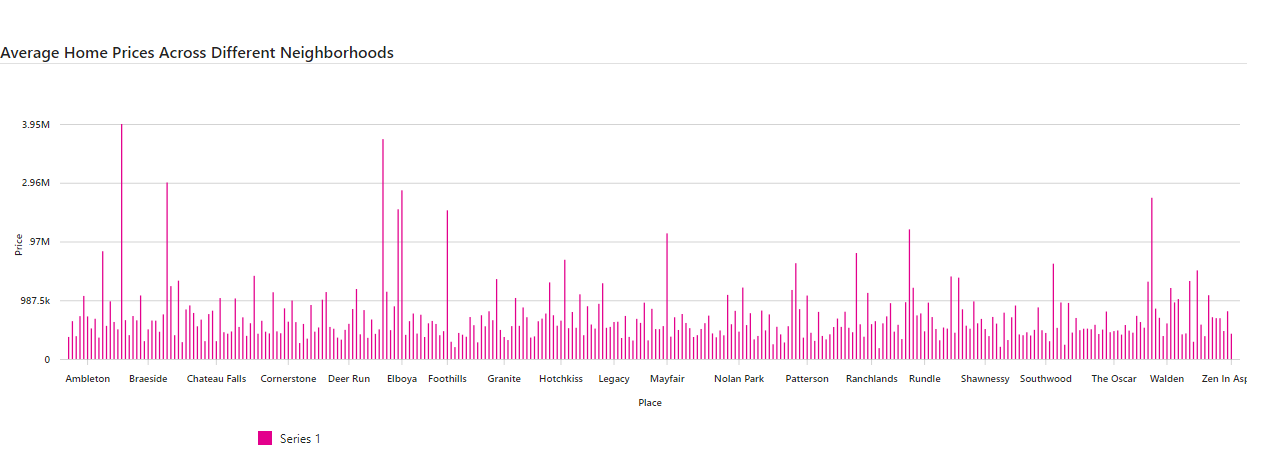 Average Home Prices Across Different Neighborhoods
3.95M
2.96M
97M
987.5k
0
Price
Ambleton Braeside Chateau Falls Cornerstone Deer Run Elboya Foothills Granite Hotchkiss Legacy Mayfair Nolan Park Patterson Ranchlands Rundle Shawnessy Southwood The Oscar Walden Zen In Asp
Place
Series 1